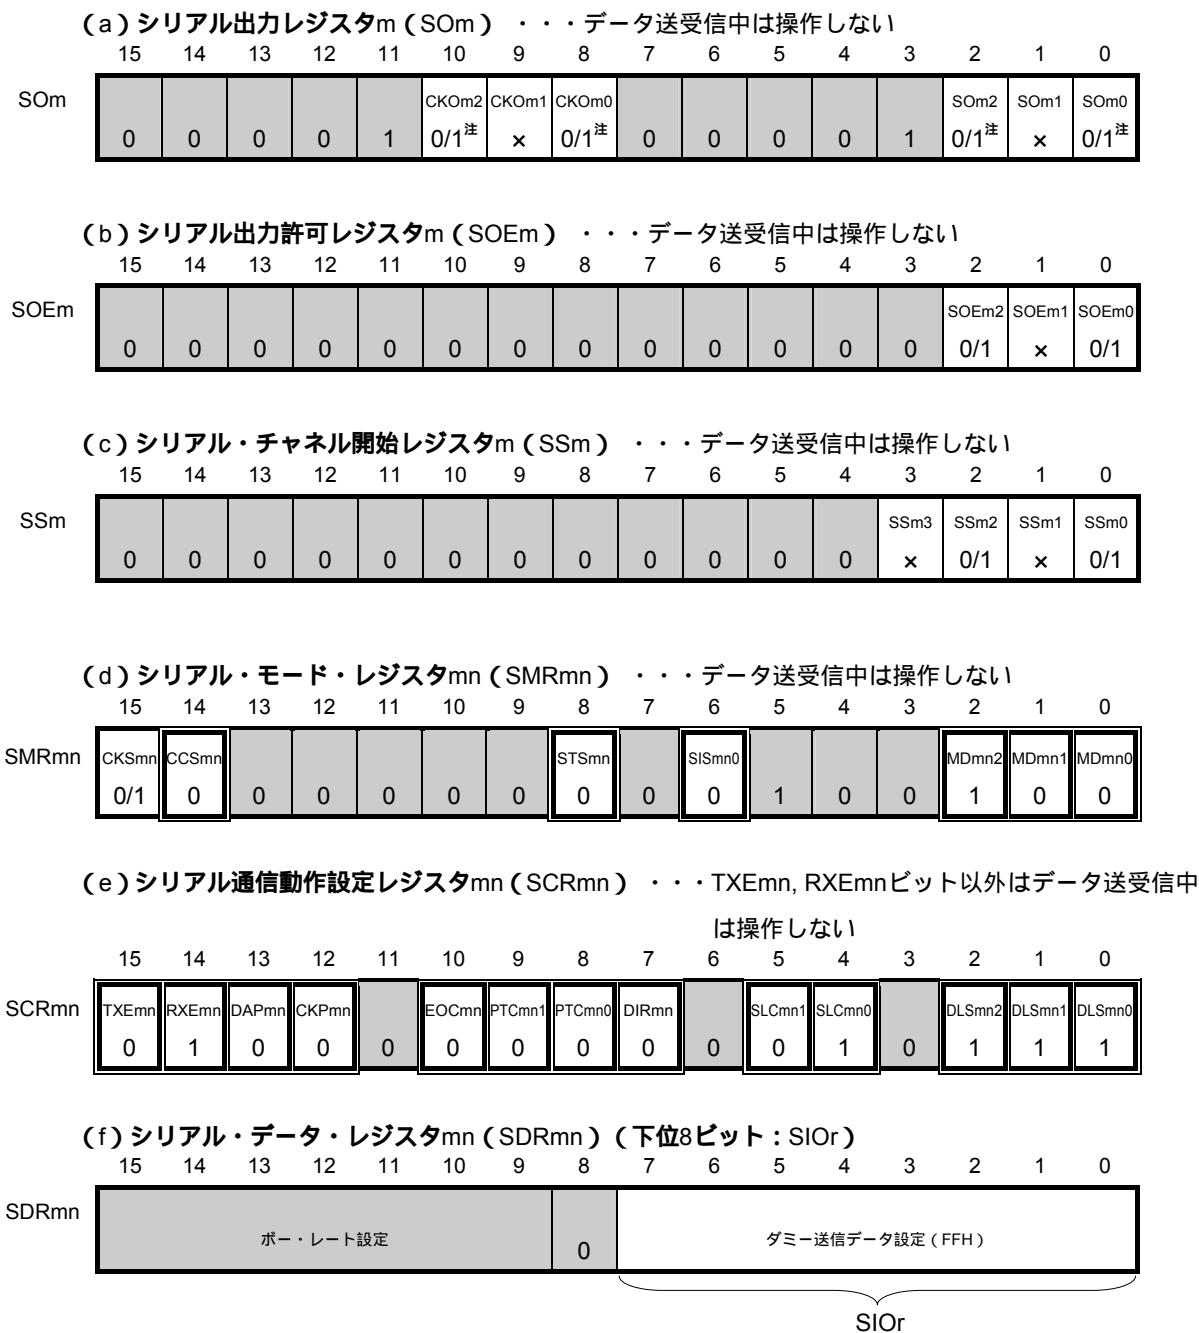 (a) シリアル出力レジスタm (SOm) ・・・データ送受信中は操作しない
15 14 13 12 11 10 9 8 7 6 5 4 3 2 1 0
SOm
CKOm2 CKOm1 CKOm0 SOm2 SOm1 SOm0
0 0 0 0 1 0/1注 × 0/1注 0 0 0 0 1 0/1注 × 0/1注
(b) シリアル出力許可レジスタm (SOEm) ・・・データ送受信中は操作しない
15 14 13 12 11 10 9 8 7 6 5 4 3 2 1 0
SOEm
SOEm2 SOEm1 SOEm0
0 0 0 0 0 0 0 0 0 0 0 0 0 0/1 × 0/1
(c) シリアル・チャネル開始レジスタm (SSm) ・・・データ送受信中は操作しない
15 14 13 12 11 10 9 8 7 6 5 4 3 2 1 0
SSm
SSm3 SSm2 SSm1 SSm0
0 0 0 0 0 0 0 0 0 0 0 0 × 0/1 × 0/1
(d) シリアル・モード・レジスタmn (SMRmn) ・・・データ送受信中は操作しない
15 14 13 12 11 10 9 8 7 6 5 4 3 2 1 0
SMRmn
CKSmn CCSmn STSmn SISmn0 MDmn2 MDmn1 MDmn0
0/1 0 0 0 0 0 0 0 0 0 1 0 0 1 0 0
(e) シリアル通信動作設定レジスタmn (SCRmn) ・・・TXEmn, RXEmnビット以外はデータ送受信中
は操作しない
15 14 13 12 11 10 9 8 7 6 5 4 3 2 1 0
SCRmn
TXEmn RXEmn DAPmn CKPmn EOCmn PTCmn1 PTCmn0 DIRmn SLCmn1 SLCmn0 DLSmn2 DLSmn1 DLSmn0
0 1 0 0 0 0 0 0 0 0 0 1 0 1 1 1
(f) シリアル・データ・レジスタmn (SDRmn) (下位8ビット：SIOr)
15 14 13 12 11 10 9 8 7 6 5 4 3 2 1 0
SDRmn
ボー・レート設定 0 ダミー送信データ設定 (FFH)
SIOr